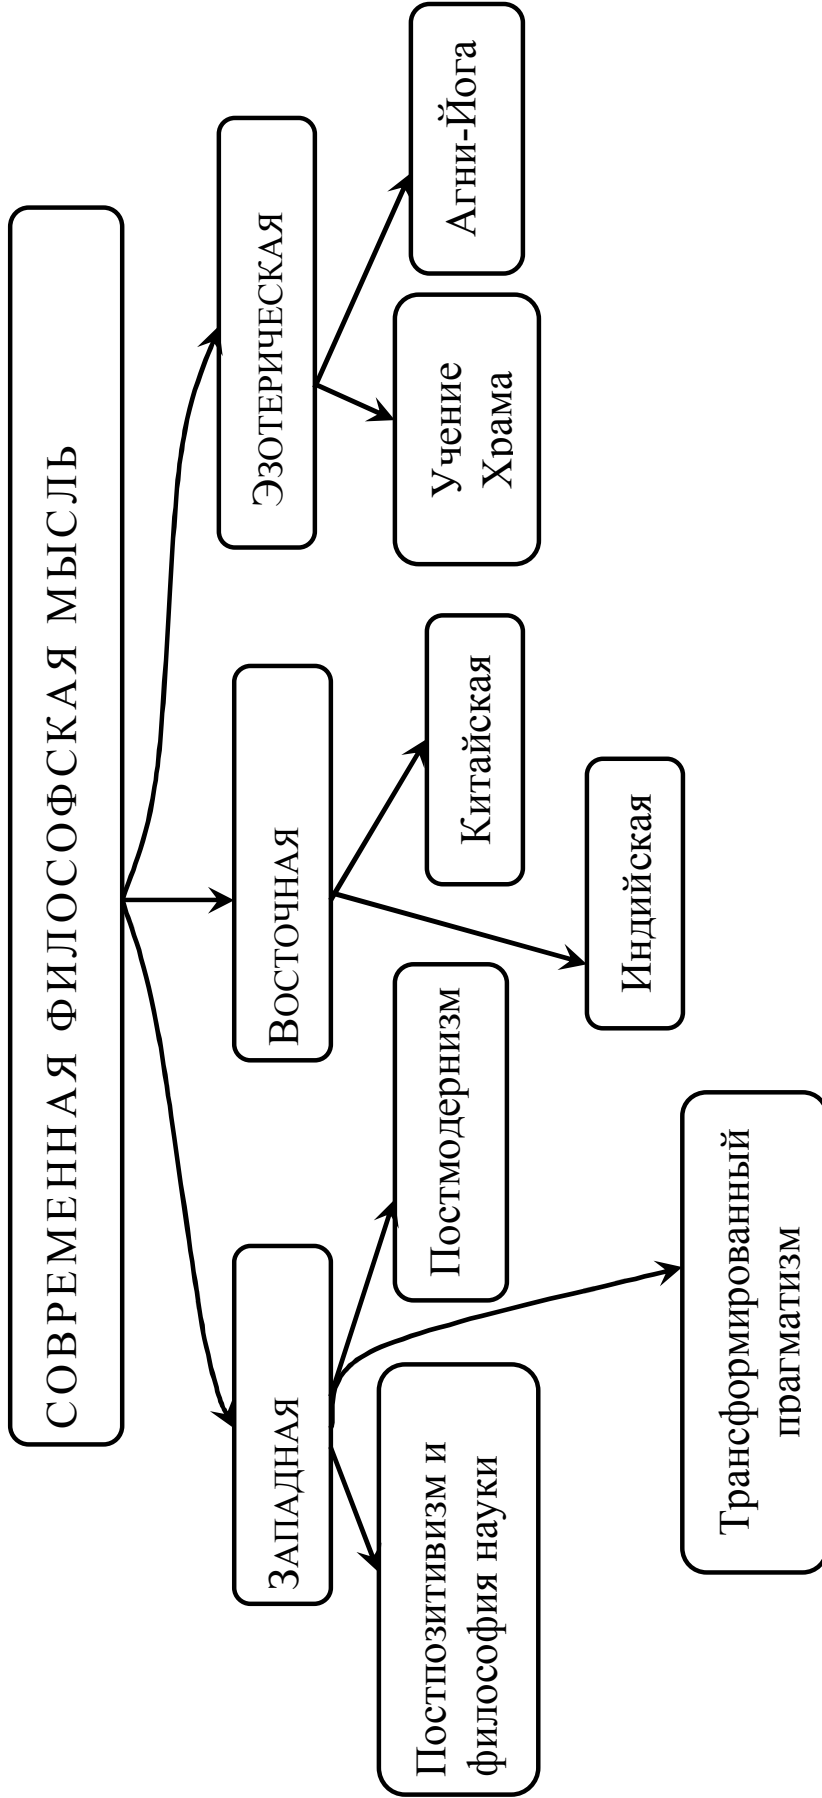 СОВРЕМЕННАЯ ФИЛОСОФСКАЯ МЫСЛЬ
ЗАПАДНАЯ
ВОСТОЧНАЯ
ЭЗОТЕРИЧЕСКАЯ
Постпозитивизм и
философия науки
Постмодернизм
Трансформированный
прагматизм
Китайская
Индийская
Учение
Храма
Агни-Йога